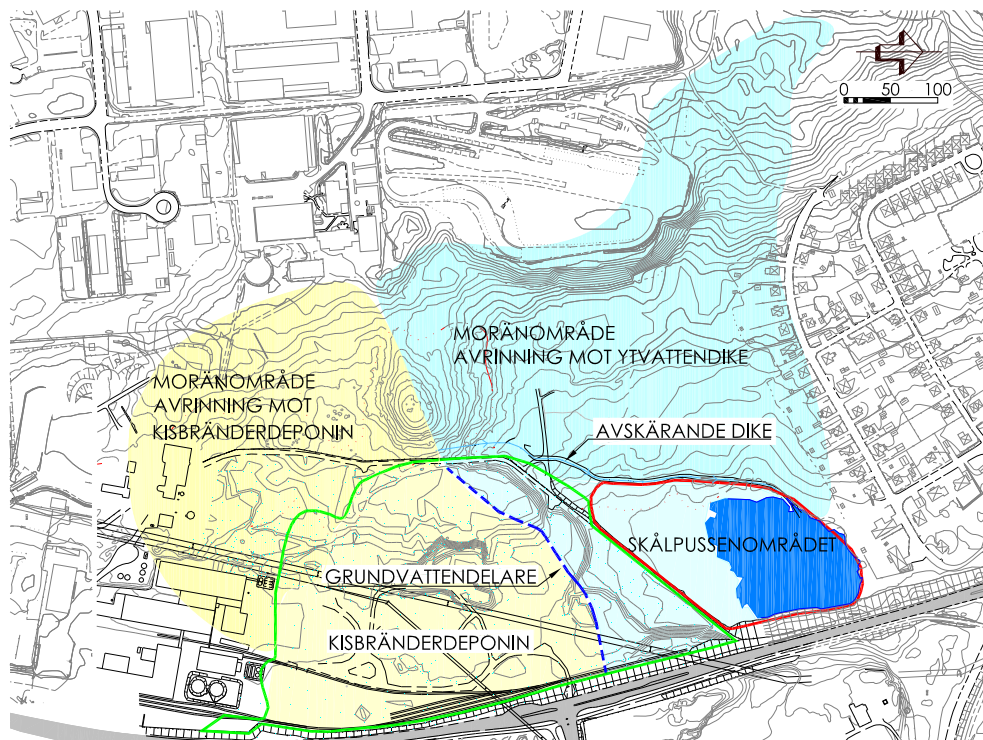 0 50 100
MORÄNOMRÅDE
AVRINNING MOT YTVATTENDIKE
MORÄNOMRÅDE
AVRINNING MOT
KISBRÄNDERDEPONIN
AVSKÄRANDE DIKE
SKÅLPUSSENOMRÅDET
GRUNDVATTENDELARE
KISBRÄNDERDEPONIN